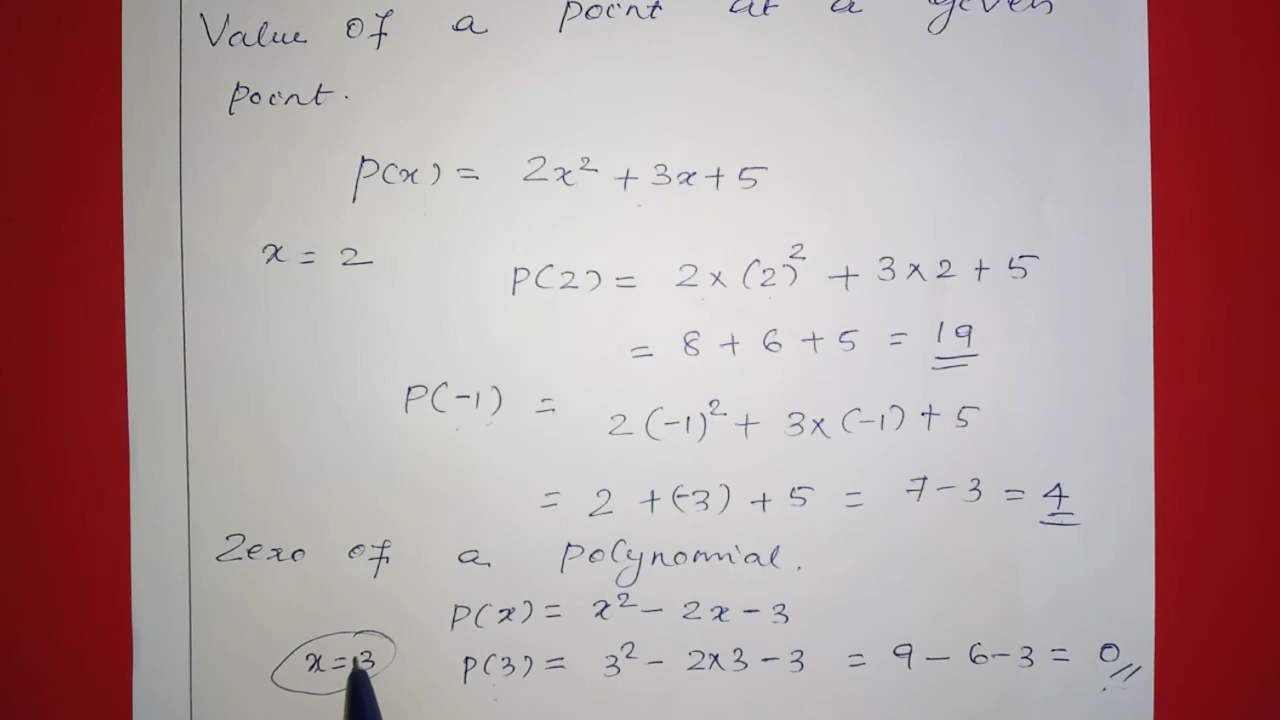 Value of a point at a given
point.
P(x) = 2x² + 3x + 5
x = 2
P(2) = 2 × (2)² + 3 × 2 + 5
= 8 + 6 + 5 = 19
P(-1) = 2(-1)² + 3×(-1) + 5
= 2 + (-3) + 5 = 7 - 3 = 4
Zero of a polynomial.
P(x) = x² - 2x - 3
x = 3 P(3) = 3² - 2×3 - 3 = 9 - 6 - 3 = 0